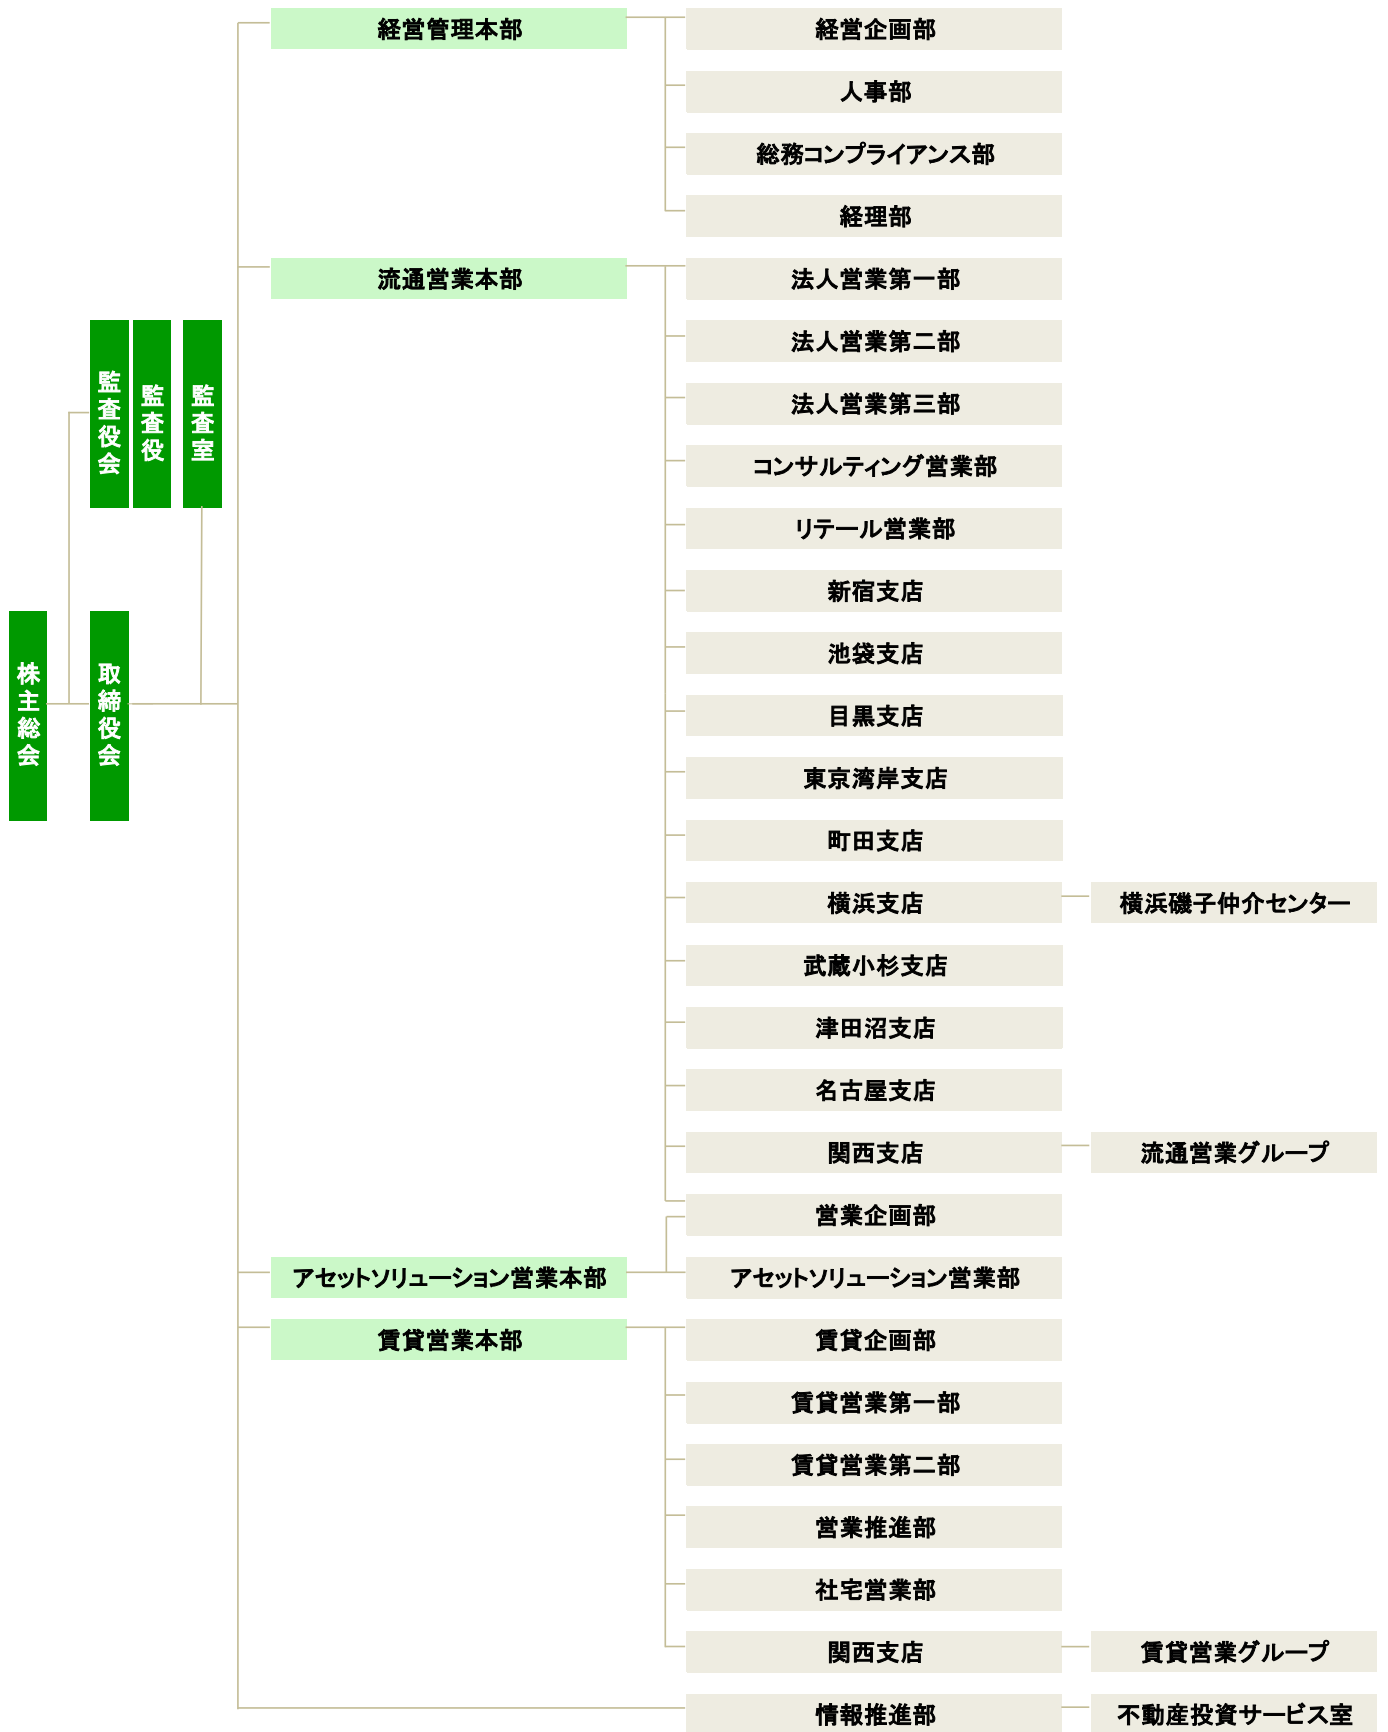 株主総会
監査役会
監査役
監査室
取締役会
経営管理本部
経営企画部
人事部
総務コンプライアンス部
経理部
流通営業本部
法人営業第一部
法人営業第二部
法人営業第三部
コンサルティング営業部
リテール営業部
新宿支店
池袋支店
目黒支店
東京湾岸支店
町田支店
横浜支店
横浜磯子仲介センター
武蔵小杉支店
津田沼支店
名古屋支店
関西支店
流通営業グループ
営業企画部
アセットソリューション営業本部
アセットソリューション営業部
賃貸営業本部
賃貸企画部
賃貸営業第一部
賃貸営業第二部
営業推進部
社宅営業部
関西支店
賃貸営業グループ
情報推進部
不動産投資サービス室